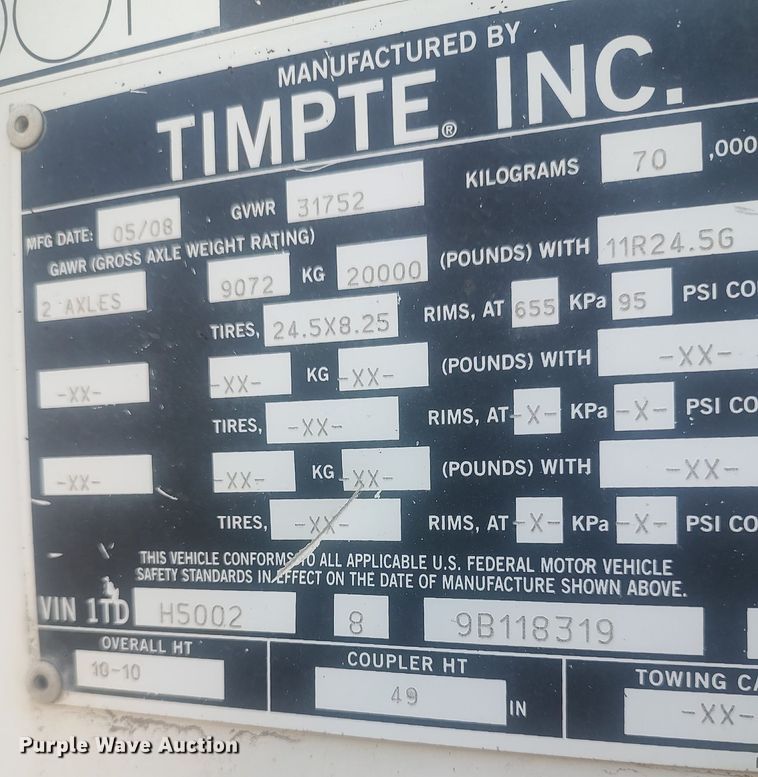 MANUFACTURED BY
TIMPTE® INC.
MFG DATE: 05/08 GVWR 31752 KILOGRAMS 70 ,000
GAWR (GROSS AXLE WEIGHT RATING)
2 AXLES 9072 KG 20000 (POUNDS) WITH 11R24.5G
TIRES, 24.5X8.25 RIMS, AT 655 KPa 95 PSI CO
-XX- -XX- KG -XX- (POUNDS) WITH -XX-
TIRES, -XX- RIMS, AT -X- KPa -X- PSI CO
-XX- -XX- KG -XX- (POUNDS) WITH -XX-
TIRES, -XX- RIMS, AT -X- KPa -X- PSI CO
THIS VEHICLE CONFORMS TO ALL APPLICABLE U.S. FEDERAL MOTOR VEHICLE
SAFETY STANDARDS IN EFFECT ON THE DATE OF MANUFACTURE SHOWN ABOVE.
VIN 1TD H5002 8 9B118319
OVERALL HT COUPLER HT TOWING CA
10-10 49 IN -XX-
Purple Wave Auction